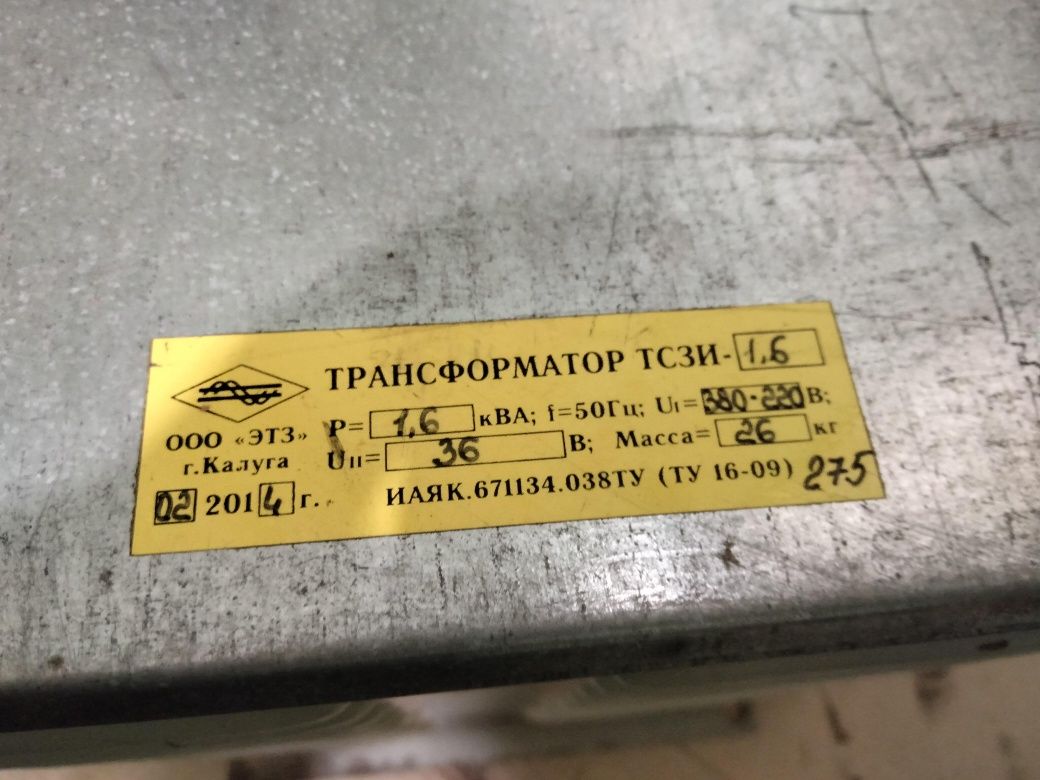 ТРАНСФОРМАТОР ТСЗИ-1,6
ООО «ЭТЗ»
г.Калуга
P= 1,6 кВА; f=50Гц; UI= 380-220 В;
UII= 36 В; Масса= 26 кг
02 2014 г.
ИАЯК.671134.038ТУ (ТУ 16-09) 275